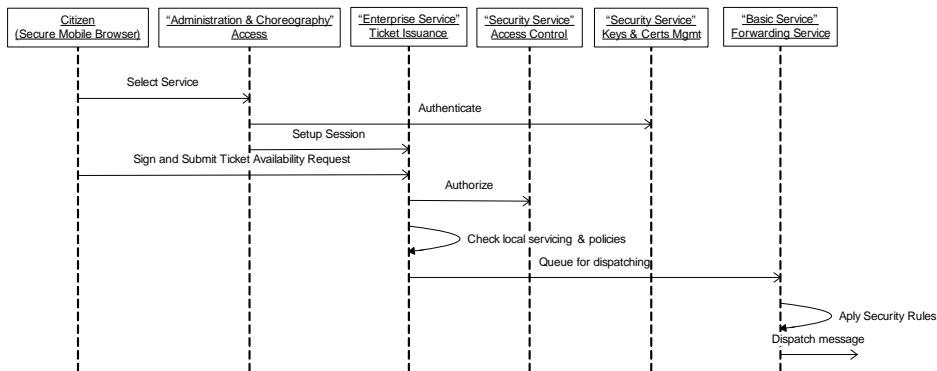 Citizen
(Secure Mobile Browser)
“Administration & Choreography”
Access
“Enterprise Service”
Ticket Issuance
“Security Service”
Access Control
“Security Service”
Keys & Certs Mgmt
“Basic Service”
Forwarding Service
Select Service
Authenticate
Setup Session
Sign and Submit Ticket Availability Request
Authorize
Check local servicing & policies
Queue for dispatching
Aply Security Rules
Dispatch message